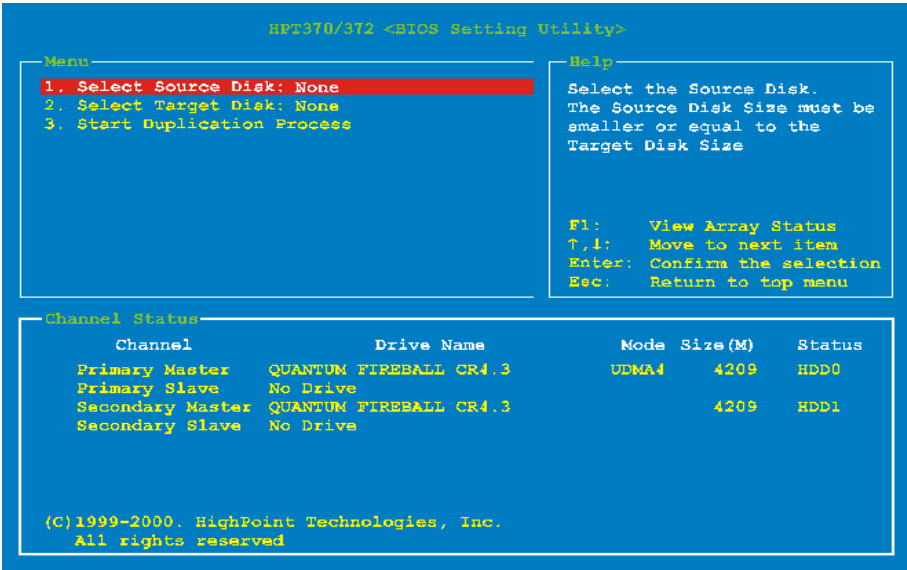 HPT370/372 <BIOS Setting Utility>
Menu
1. Select Source Disk: None
2. Select Target Disk: None
3. Start Duplication Process
Help
Select the Source Disk.
The Source Disk Size must be
smaller or equal to the
Target Disk Size
F1: View Array Status
↑,↓: Move to next item
Enter: Confirm the selection
Esc: Return to top menu
Channel Status
Channel Drive Name Mode Size(M) Status
Primary Master QUANTUM FIREBALL CR4.3 UDMA4 4209 HDD0
Primary Slave No Drive
Secondary Master QUANTUM FIREBALL CR4.3 4209 HDD1
Secondary Slave No Drive
(C)1999-2000. HighPoint Technologies, Inc.
All rights reserved